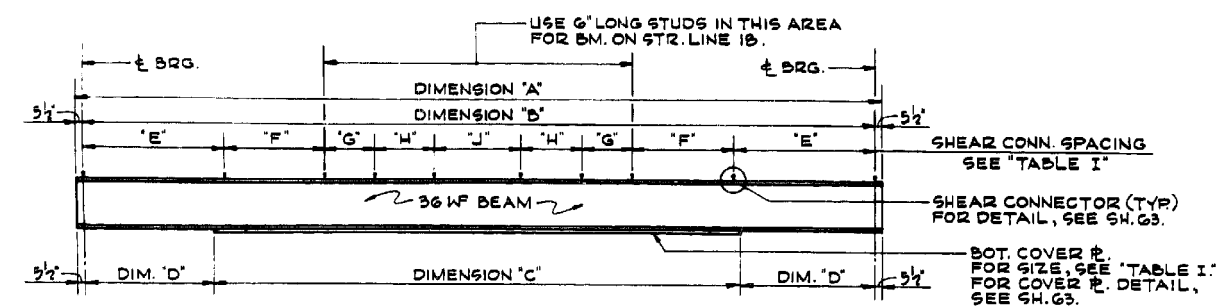 USE 6" LONG STUDS IN THIS AREA
FOR BM. ON STR. LINE 18.
℄ BRG.
℄ BRG.
DIMENSION "A"
5½"
DIMENSION "B"
5½"
"E"
"F"
"G"
"H"
"J"
"H"
"G"
"F"
"E"
SHEAR CONN. SPACING
SEE "TABLE I"
36 WF BEAM
SHEAR CONNECTOR (TYP)
FOR DETAIL, SEE SH. 63.
BOT. COVER ⅊.
FOR SIZE, SEE "TABLE I."
FOR COVER ⅊. DETAIL,
SEE SH. 63.
5½"
DIM. "D"
DIMENSION "C"
DIM. "D"
5½"